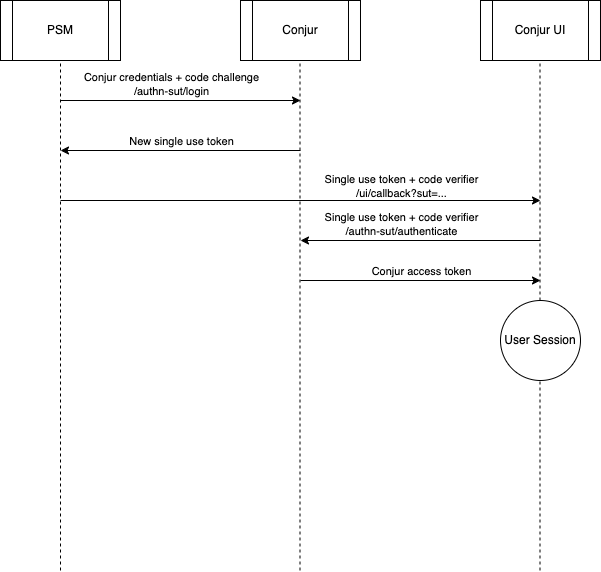 PSM
Conjur
Conjur UI
Conjur credentials + code challenge
/authn-sut/login
New single use token
Single use token + code verifier
/ui/callback?sut=...
Single use token + code verifier
/authn-sut/authenticate
Conjur access token
User Session